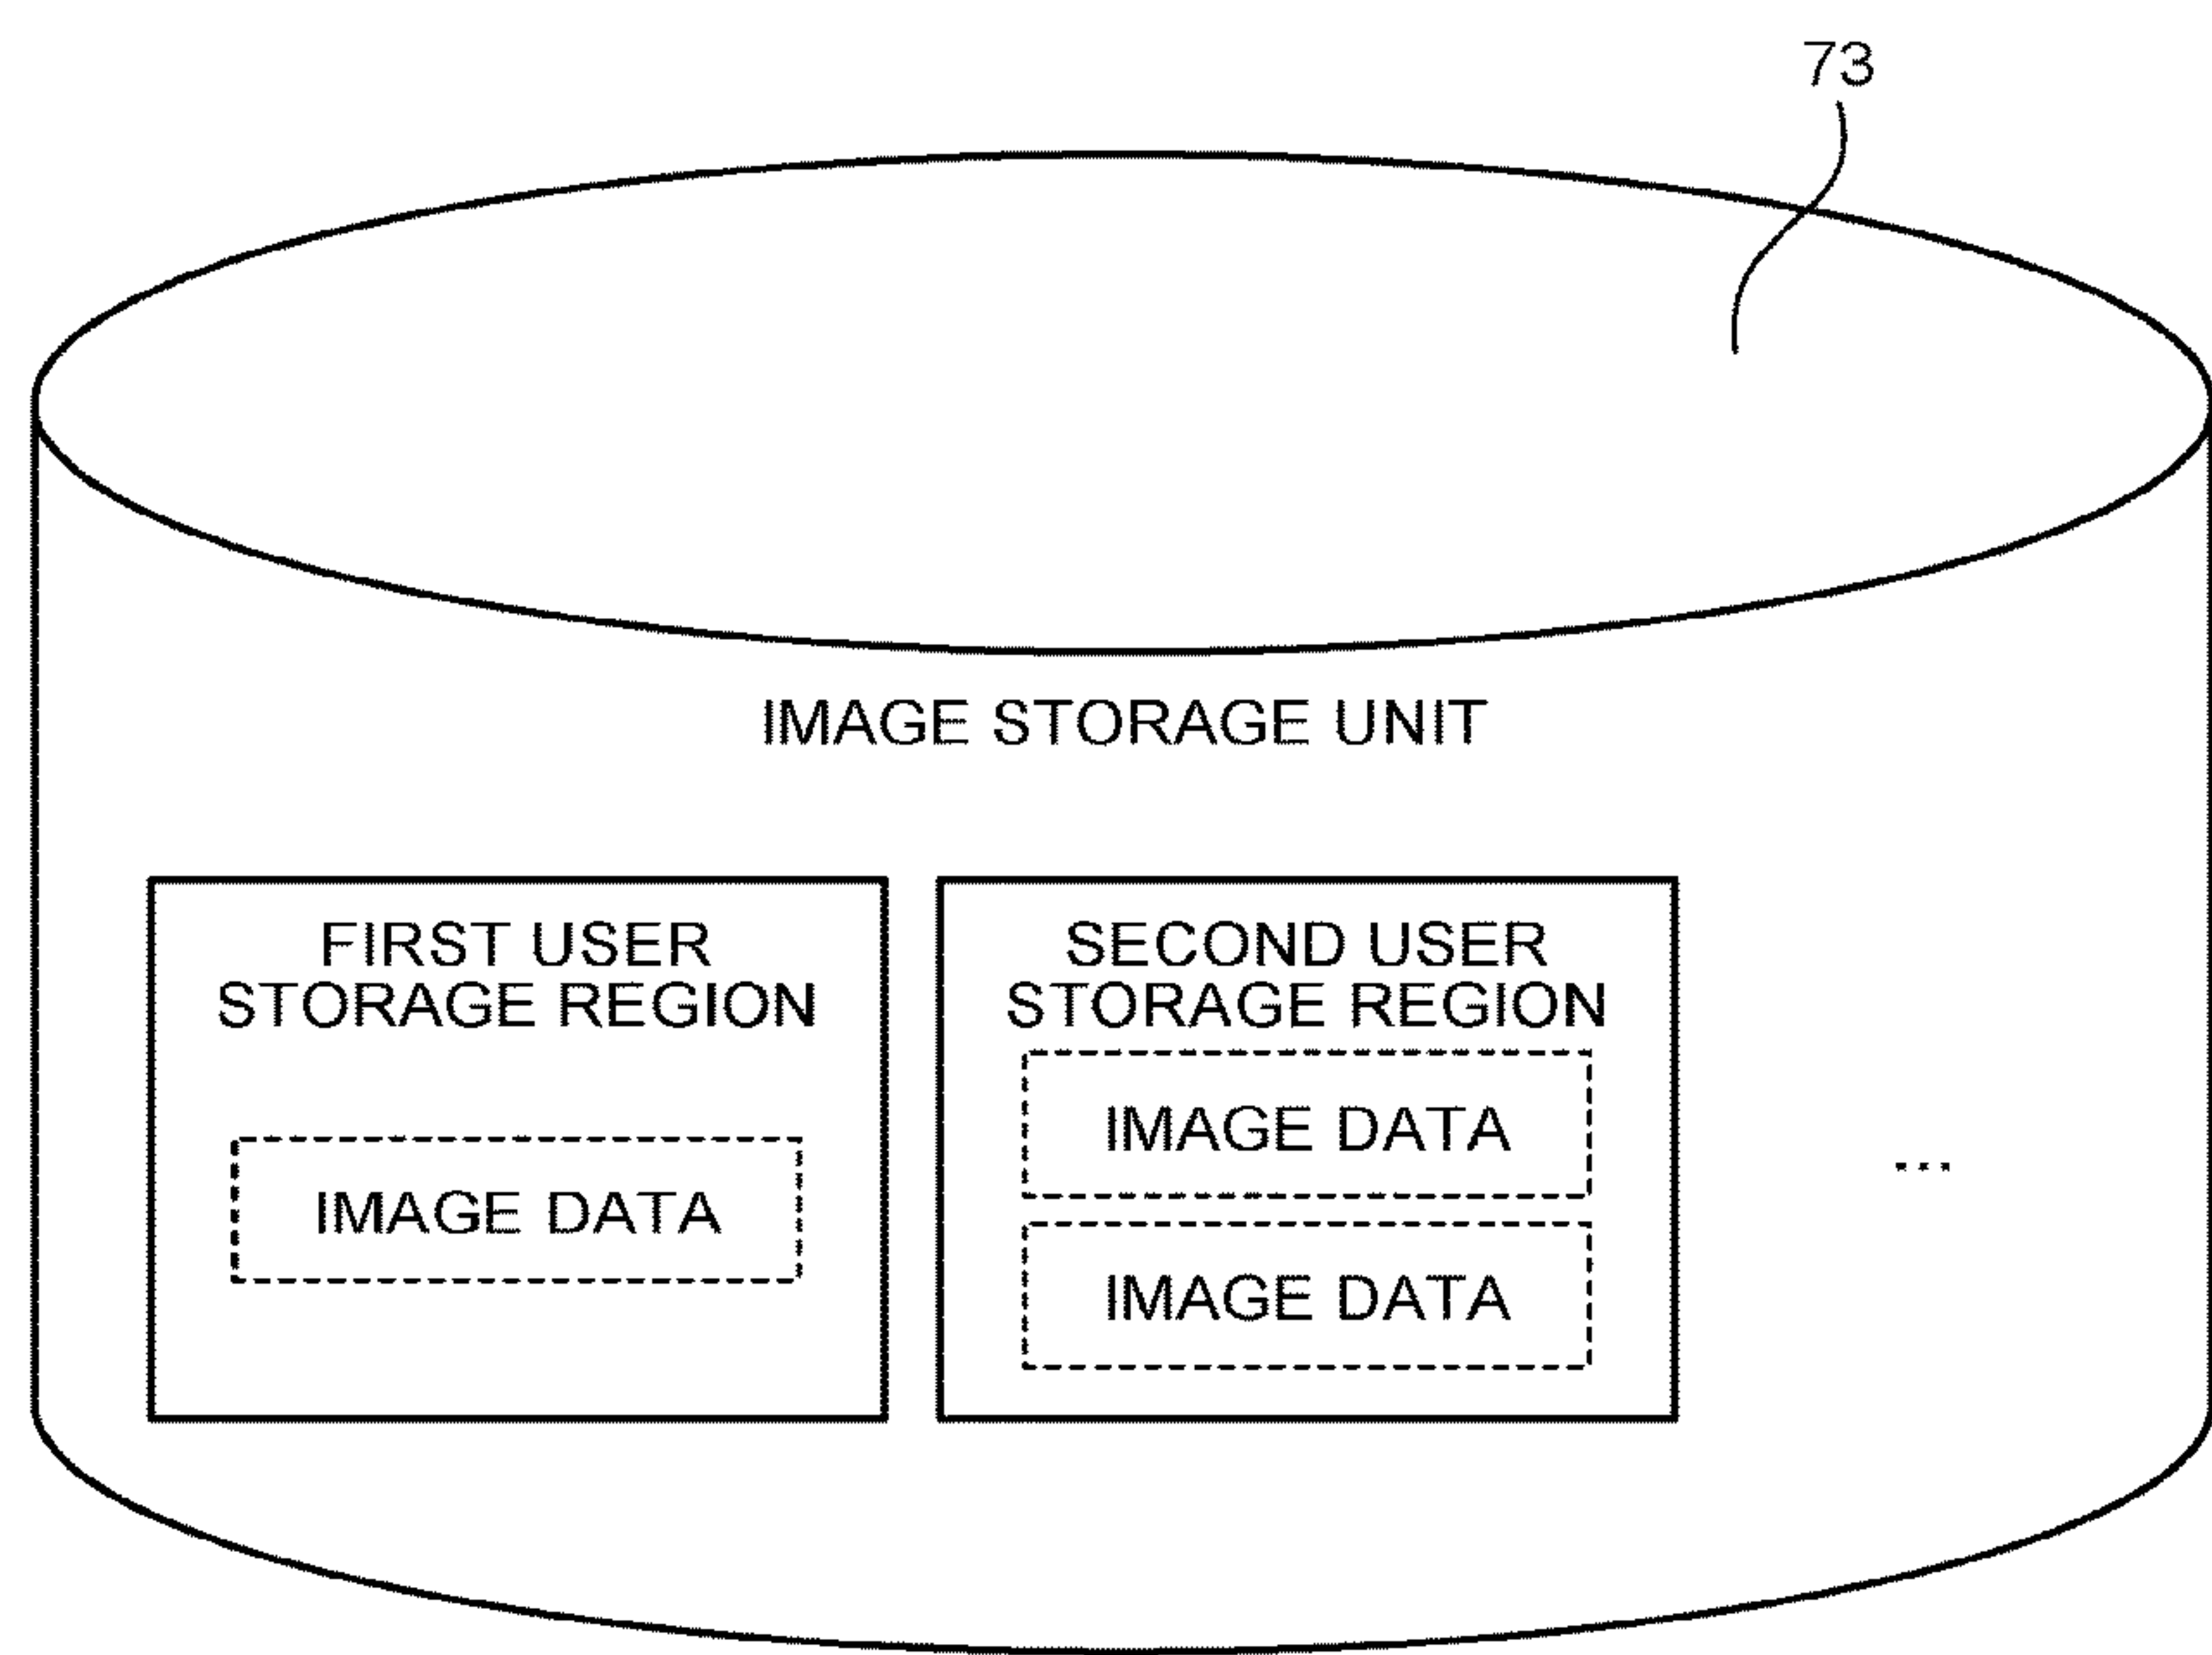 73
IMAGE STORAGE UNIT
FIRST USER
STORAGE REGION
IMAGE DATA
SECOND USER
STORAGE REGION
IMAGE DATA
IMAGE DATA
...